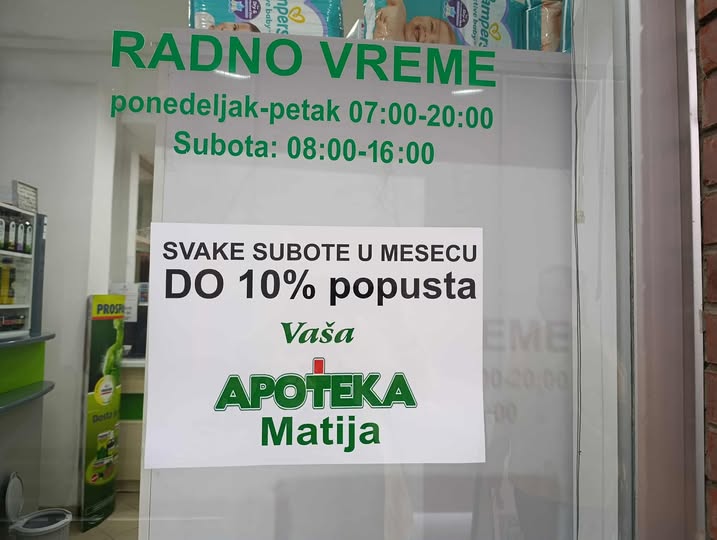 RADNO VREME
ponedeljak-petak 07:00-20:00
Subota: 08:00-16:00
SVAKE SUBOTE U MESECU
DO 10% popusta
Vaša
APOTEKA
Matija